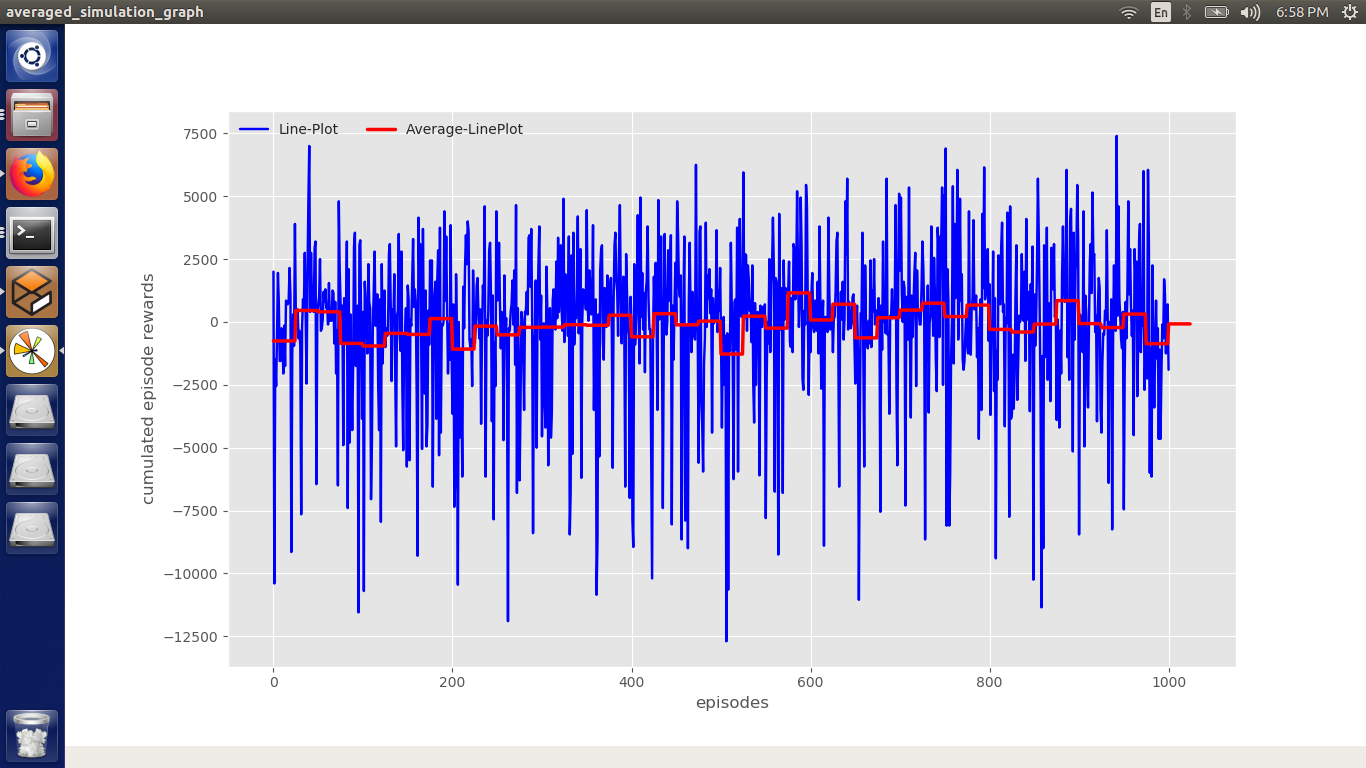 averaged_simulation_graph
En
6:58 PM
Line-Plot Average-LinePlot
7500
5000
2500
0
−2500
−5000
−7500
−10000
−12500
cumulated episode rewards
0 200 400 600 800 1000
episodes
>_